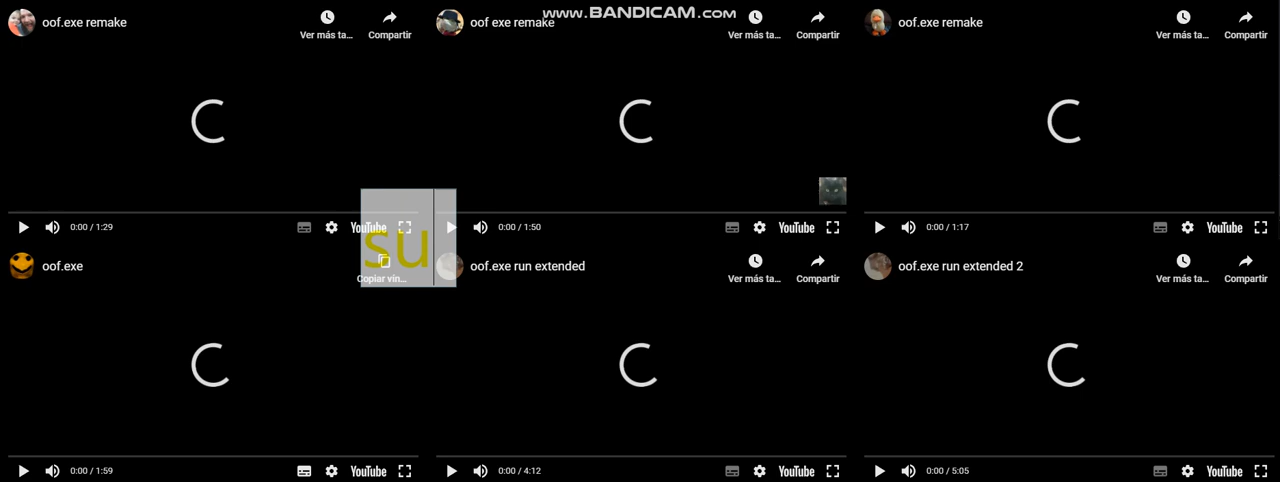 www.BANDICAM.com
oof.exe remake
Ver más ta...
Compartir
oof.exe remake
Ver más ta...
Compartir
oof.exe remake
Ver más ta...
Compartir
0:00 / 1:29
YouTube
0:00 / 1:50
YouTube
0:00 / 1:17
YouTube
su
oof.exe
Copiar vín...
oof.exe run extended
Ver más ta...
Compartir
oof.exe run extended 2
Ver más ta...
Compartir
0:00 / 1:59
YouTube
0:00 / 4:12
YouTube
0:00 / 5:05
YouTube